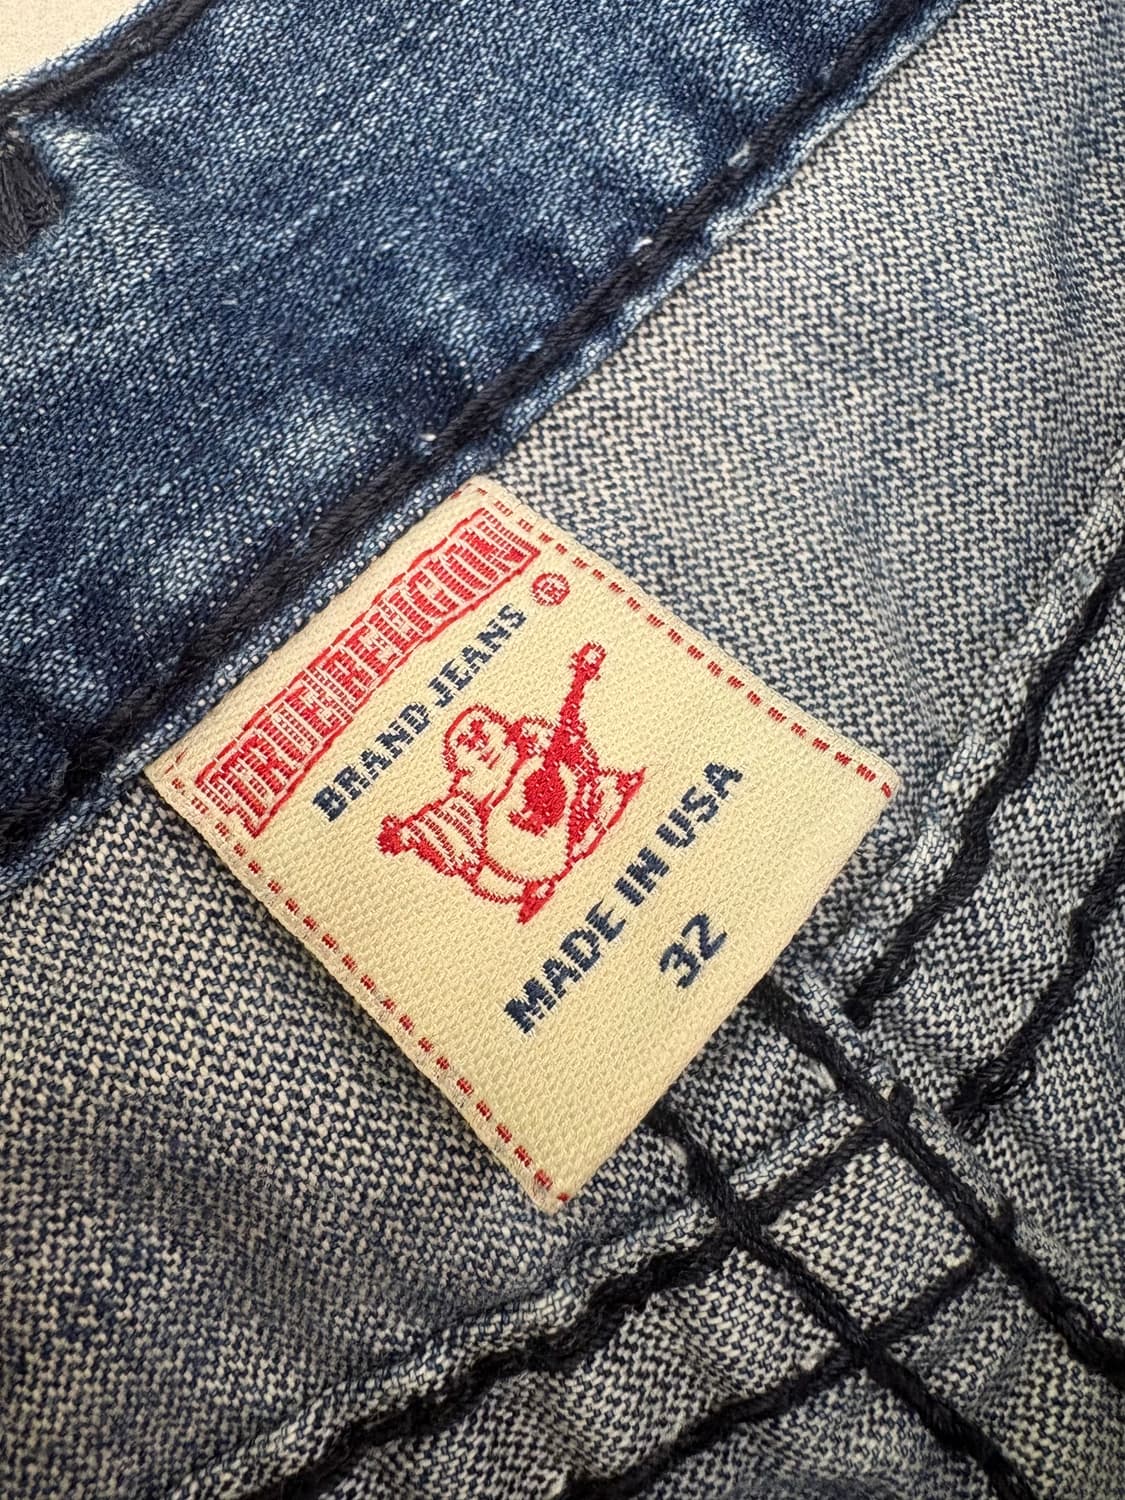 TRUE RELIGION ®
BRAND JEANS
MADE IN USA
32